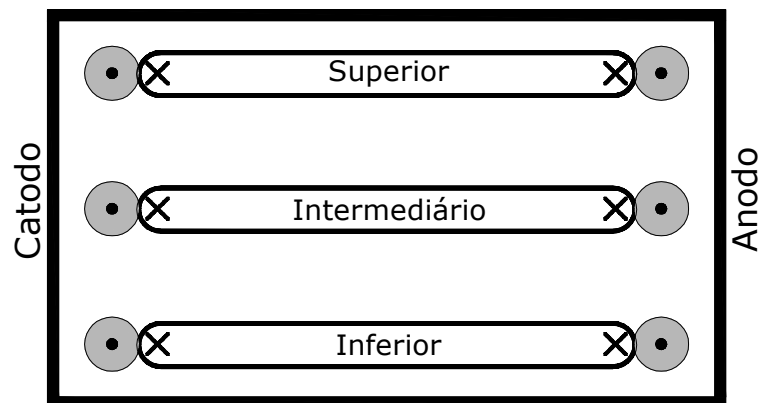 Superior
Catodo
Intermediário
Anodo
Inferior